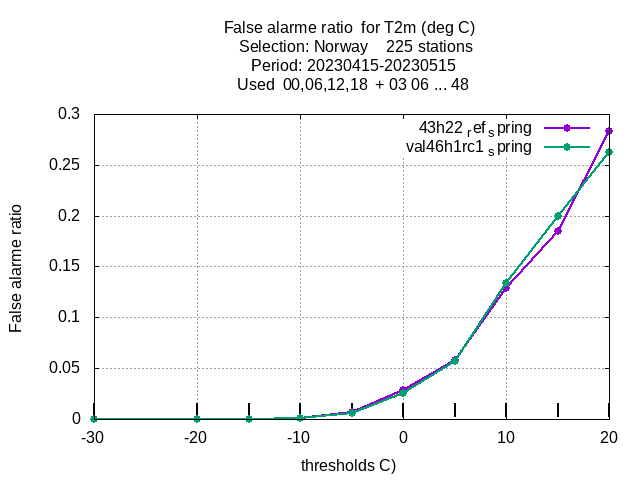 False alarme ratio  for T2m (deg C)
Selection: Norway    225 stations
Period: 20230415-20230515
Used  00,06,12,18  + 03 06 ... 48
43h22 ref spring
val46h1rc1 spring
0.3
0.25
0.2
0.15
0.1
0.05
0
False alarme ratio
-30 -20 -10 0 10 20
thresholds C)